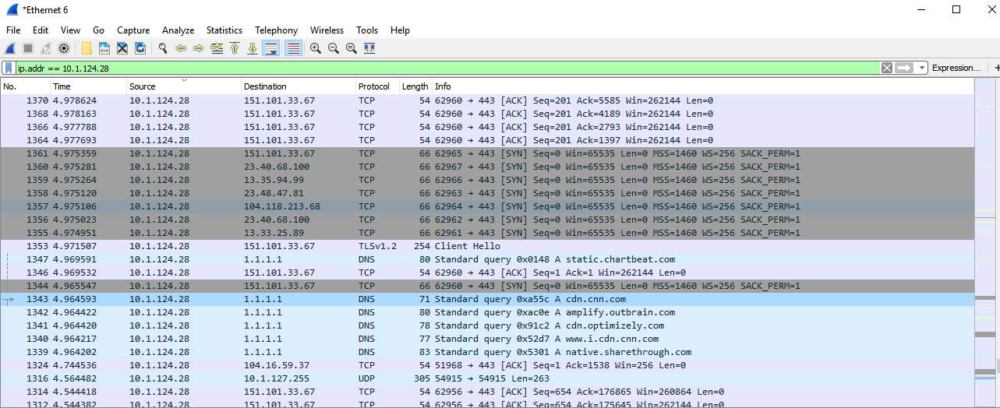 *Ethernet 6
File Edit View Go Capture Analyze Statistics Telephony Wireless Tools Help
ip.addr == 10.1.124.28 Expression... +
No. Time Source Destination Protocol Length Info
1370 4.978624 10.1.124.28 151.101.33.67 TCP 54 62960 → 443 [ACK] Seq=201 Ack=5585 Win=262144 Len=0
1368 4.978163 10.1.124.28 151.101.33.67 TCP 54 62960 → 443 [ACK] Seq=201 Ack=4189 Win=262144 Len=0
1366 4.977788 10.1.124.28 151.101.33.67 TCP 54 62960 → 443 [ACK] Seq=201 Ack=2793 Win=262144 Len=0
1364 4.977693 10.1.124.28 151.101.33.67 TCP 54 62960 → 443 [ACK] Seq=201 Ack=1397 Win=262144 Len=0
1361 4.975359 10.1.124.28 151.101.33.67 TCP 66 62965 → 443 [SYN] Seq=0 Win=65535 Len=0 MSS=1460 WS=256 SACK_PERM=1
1360 4.975281 10.1.124.28 23.40.68.100 TCP 66 62967 → 443 [SYN] Seq=0 Win=65535 Len=0 MSS=1460 WS=256 SACK_PERM=1
1359 4.975264 10.1.124.28 13.35.94.99 TCP 66 62966 → 443 [SYN] Seq=0 Win=65535 Len=0 MSS=1460 WS=256 SACK_PERM=1
1358 4.975120 10.1.124.28 23.48.47.81 TCP 66 62963 → 443 [SYN] Seq=0 Win=65535 Len=0 MSS=1460 WS=256 SACK_PERM=1
1357 4.975106 10.1.124.28 104.118.213.68 TCP 66 62964 → 443 [SYN] Seq=0 Win=65535 Len=0 MSS=1460 WS=256 SACK_PERM=1
1356 4.975023 10.1.124.28 23.40.68.100 TCP 66 62962 → 443 [SYN] Seq=0 Win=65535 Len=0 MSS=1460 WS=256 SACK_PERM=1
1355 4.974951 10.1.124.28 13.33.25.89 TCP 66 62961 → 443 [SYN] Seq=0 Win=65535 Len=0 MSS=1460 WS=256 SACK_PERM=1
1353 4.971507 10.1.124.28 151.101.33.67 TLSv1.2 254 Client Hello
1347 4.969591 10.1.124.28 1.1.1.1 DNS 80 Standard query 0x0148 A static.chartbeat.com
1346 4.969532 10.1.124.28 151.101.33.67 TCP 54 62960 → 443 [ACK] Seq=1 Ack=1 Win=262144 Len=0
1344 4.965547 10.1.124.28 151.101.33.67 TCP 66 62960 → 443 [SYN] Seq=0 Win=65535 Len=0 MSS=1460 WS=256 SACK_PERM=1
1343 4.964593 10.1.124.28 1.1.1.1 DNS 71 Standard query 0xa55c A cdn.cnn.com
1342 4.964422 10.1.124.28 1.1.1.1 DNS 80 Standard query 0xac0e A amplify.outbrain.com
1341 4.964420 10.1.124.28 1.1.1.1 DNS 78 Standard query 0x91c2 A cdn.optimizely.com
1340 4.964217 10.1.124.28 1.1.1.1 DNS 77 Standard query 0x52d7 A www.i.cdn.cnn.com
1339 4.964202 10.1.124.28 1.1.1.1 DNS 83 Standard query 0x5301 A native.sharethrough.com
1324 4.744536 10.1.124.28 104.16.59.37 TCP 54 51968 → 443 [ACK] Seq=1 Ack=1538 Win=256 Len=0
1316 4.564482 10.1.124.28 10.1.127.255 UDP 305 54915 → 54915 Len=263
1314 4.544418 10.1.124.28 151.101.33.67 TCP 54 62956 → 443 [ACK] Seq=654 Ack=176865 Win=260864 Len=0
1312 4.544382 10.1.124.28 151.101.33.67 TCP 54 62956 → 443 [ACK] Seq=654 Ack=175645 Win=262144 Len=0